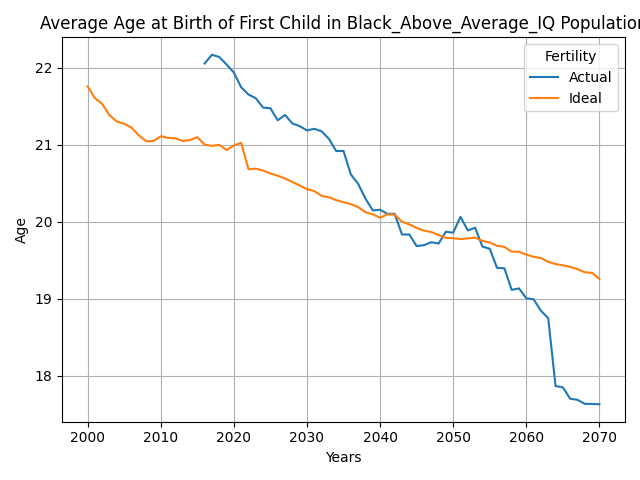 Average Age at Birth of First Child in Black_Above_Average_IQ Population
Fertility
Actual
Ideal
22
21
20
19
18
Age
2000 2010 2020 2030 2040 2050 2060 2070
Years